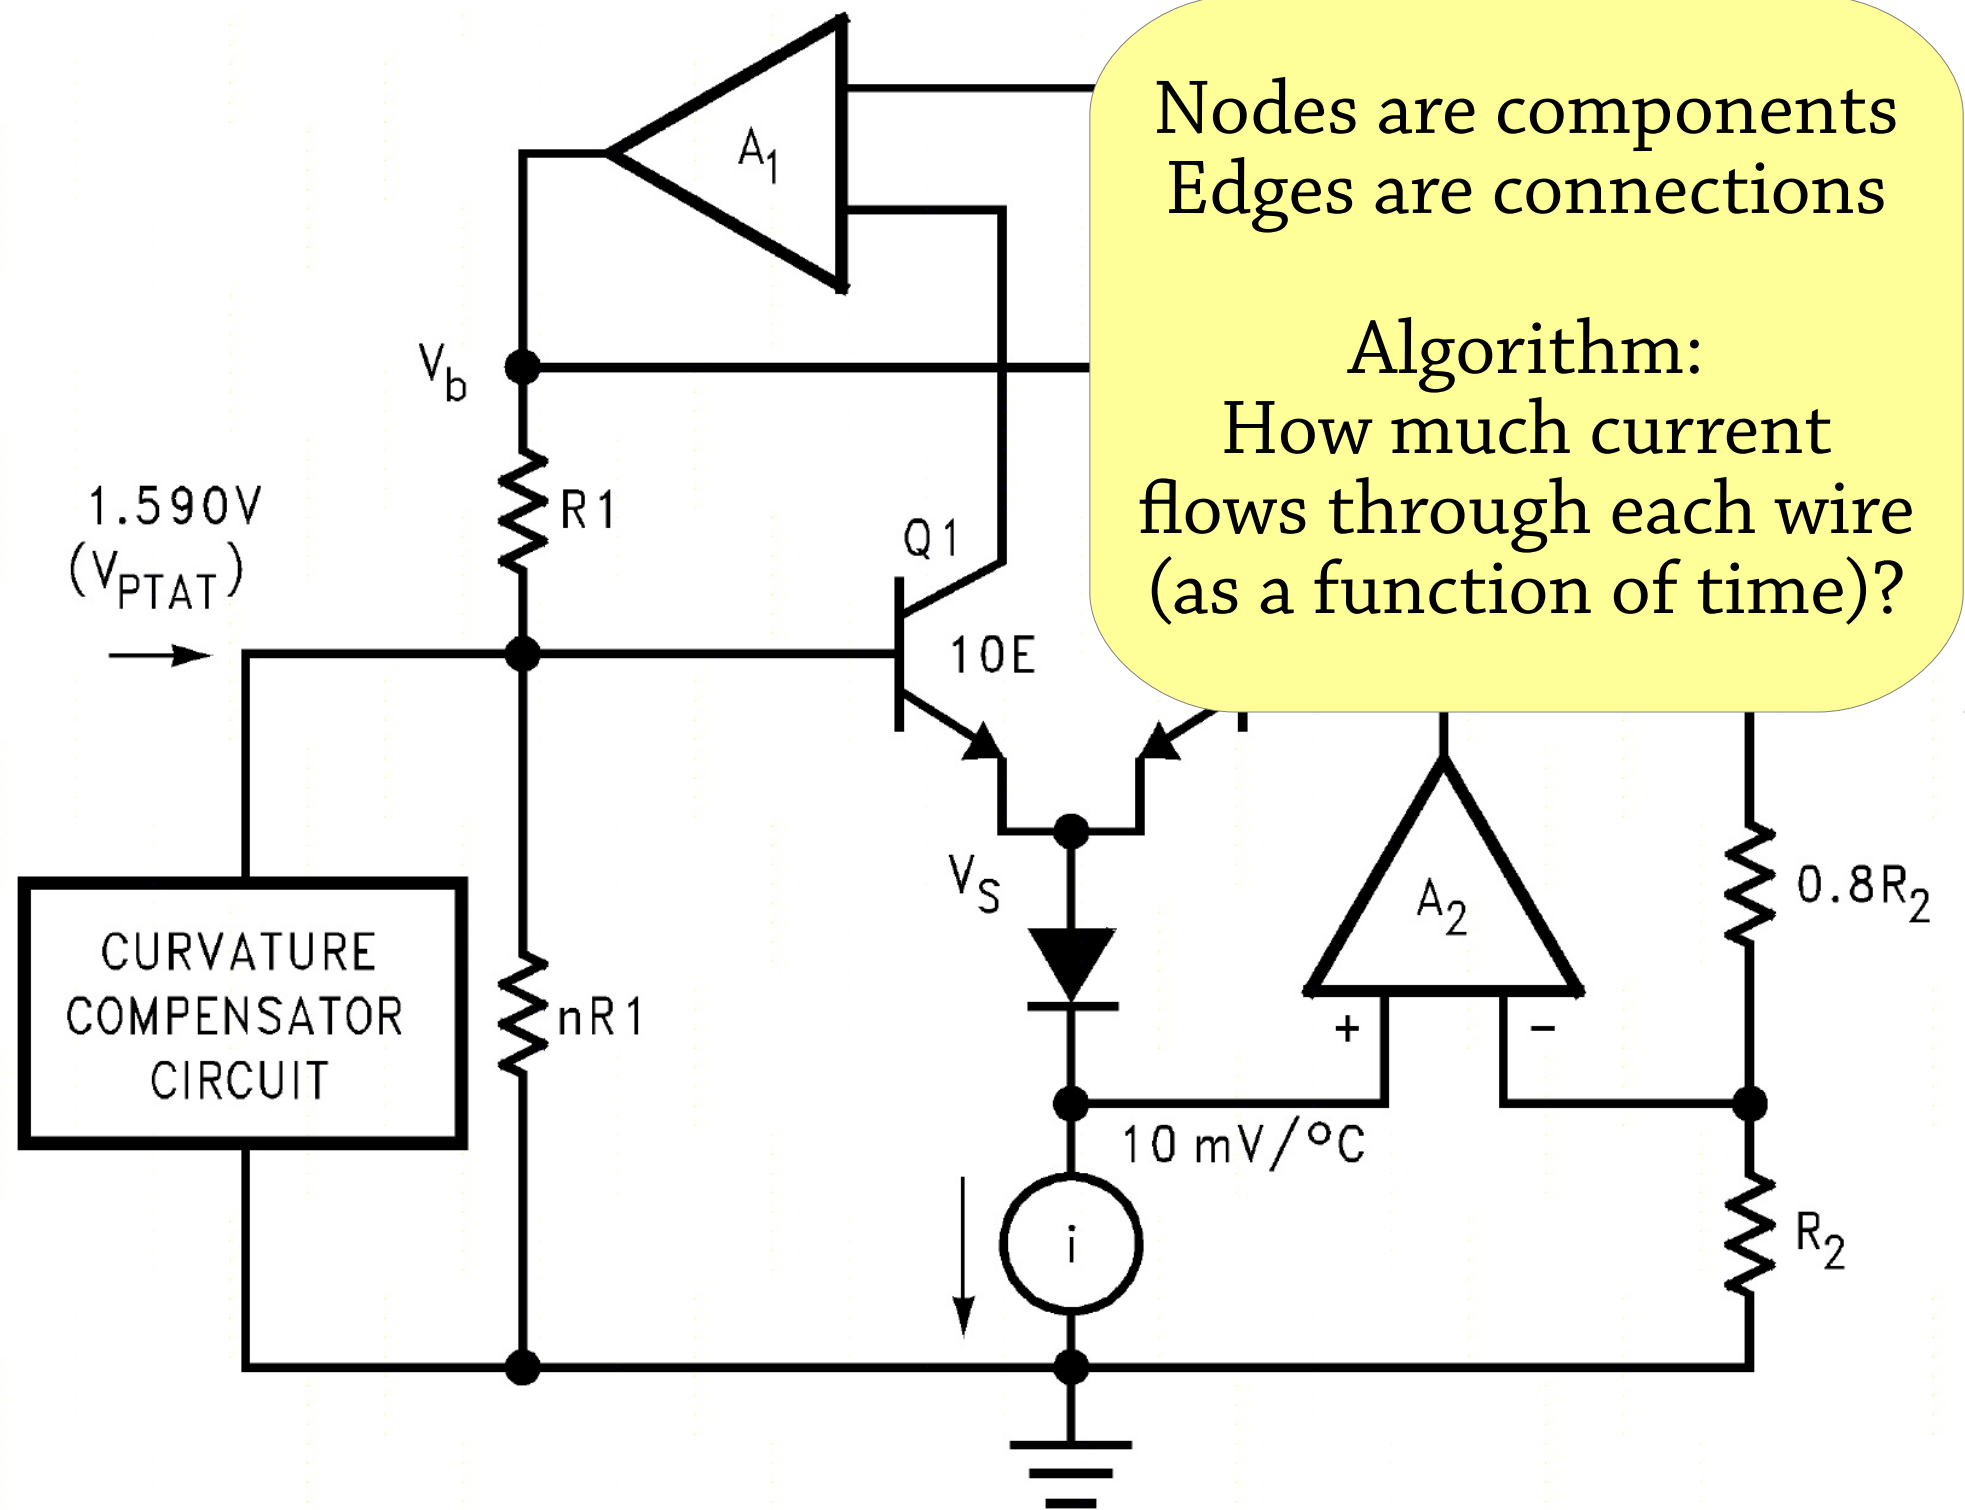 Nodes are components
Edges are connections
Algorithm:
How much current
flows through each wire
(as a function of time)?
A1
Vb
R1
1.590V
(VPTAT)
Q1
10E
VS
A2
0.8R2
CURVATURE
COMPENSATOR
CIRCUIT
nR1
+
−
10 mV/°C
i
R2